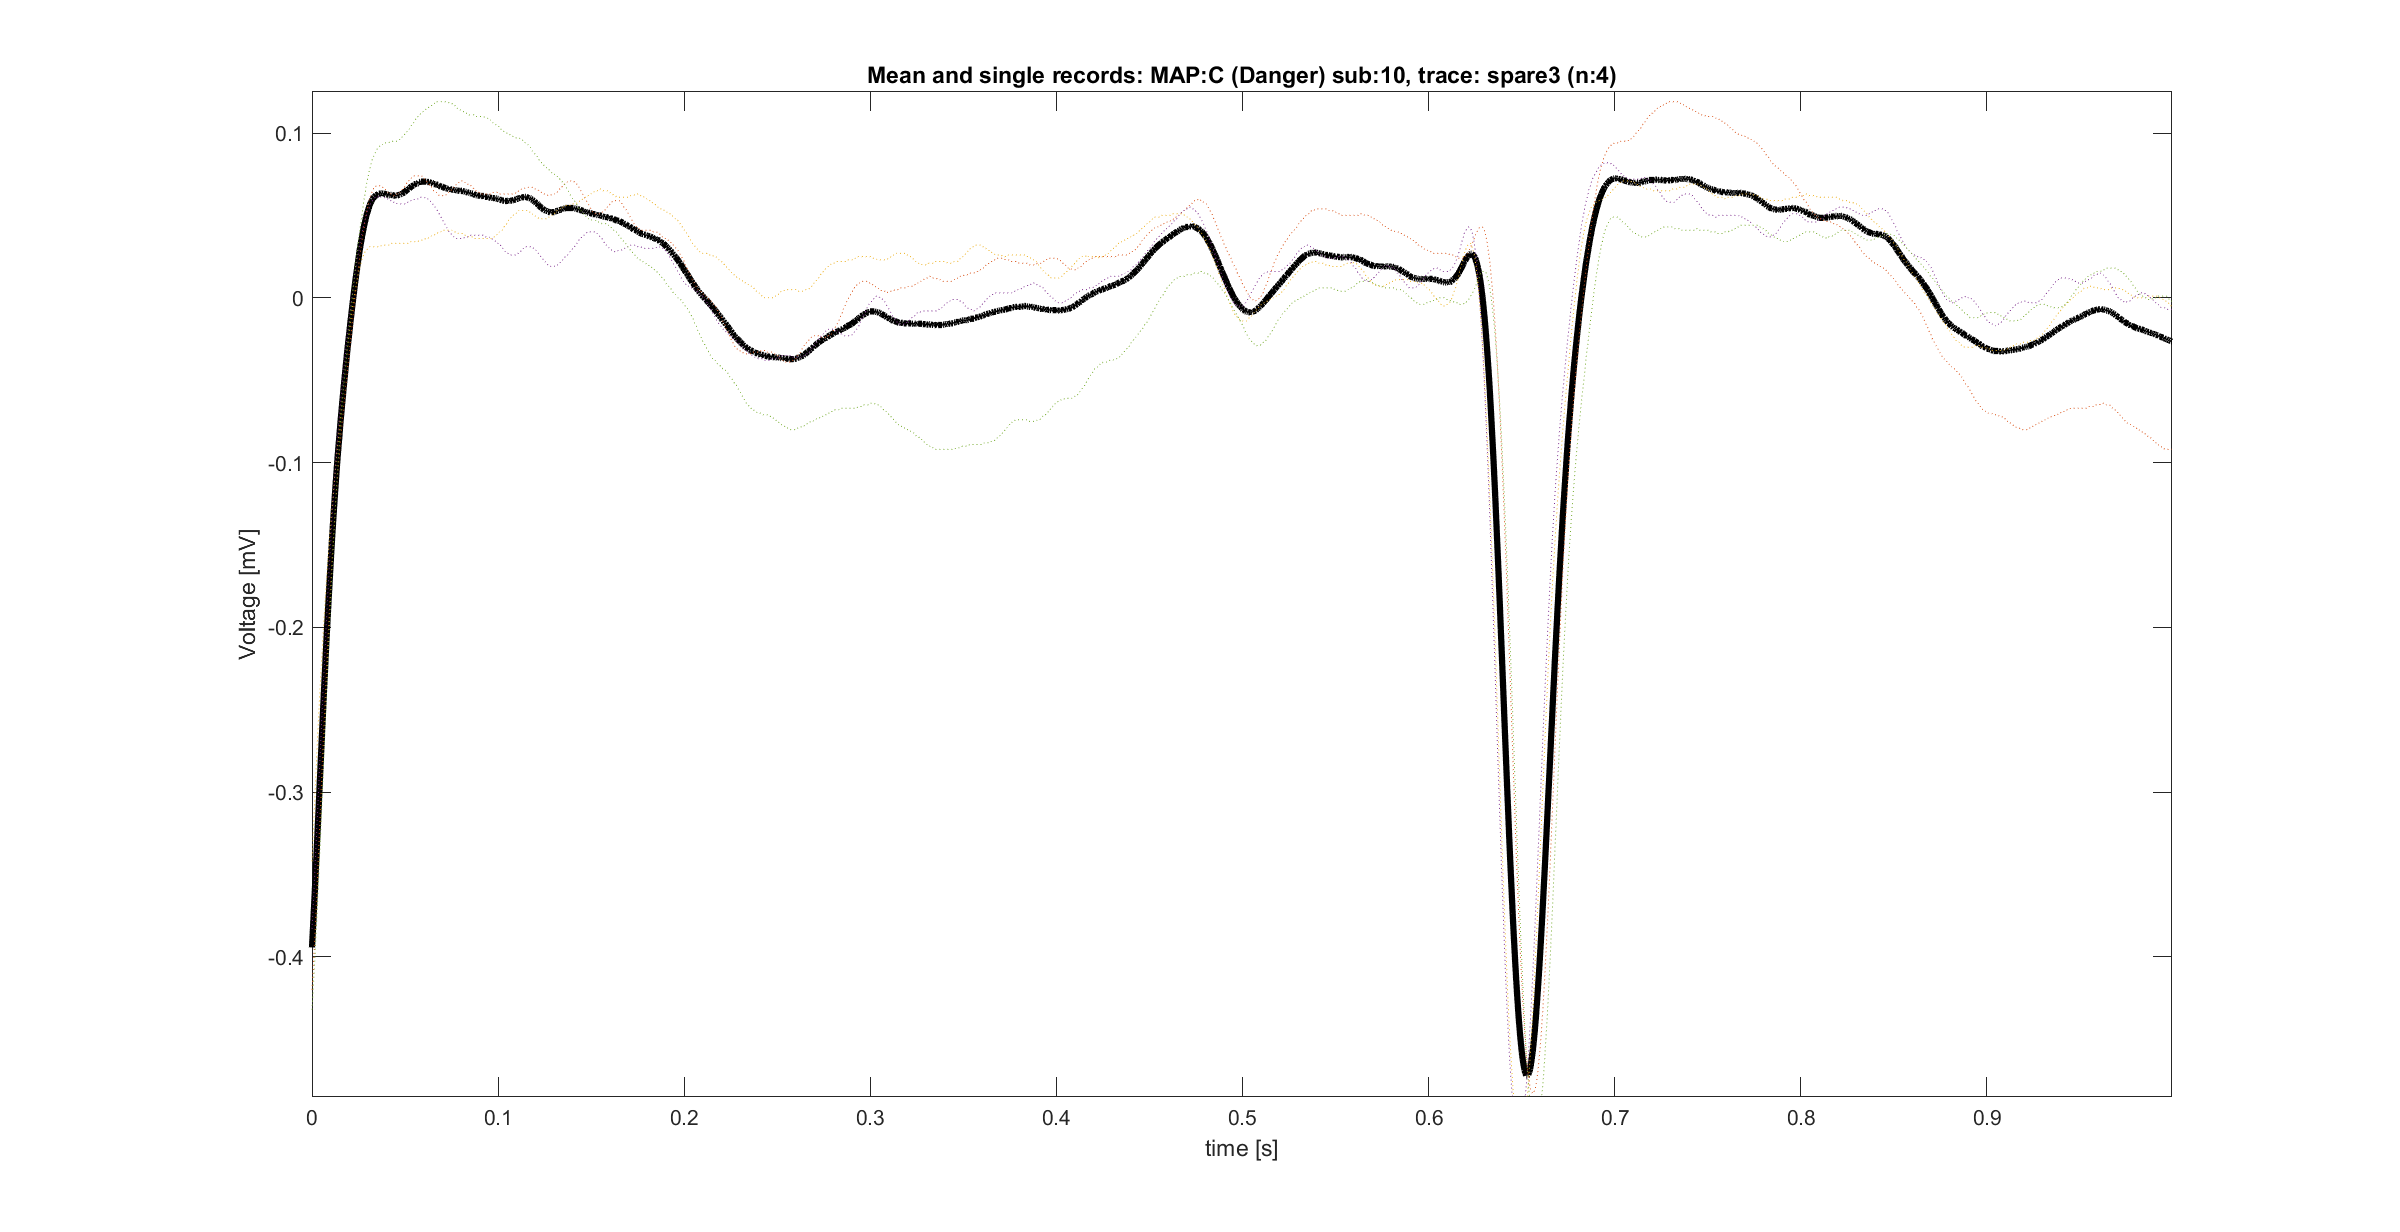 Mean and single records: MAP:C (Danger) sub:10, trace: spare3 (n:4)
0.1
0
-0.1
-0.2
-0.3
-0.4
Voltage [mV]
0 0.1 0.2 0.3 0.4 0.5 0.6 0.7 0.8 0.9
time [s]